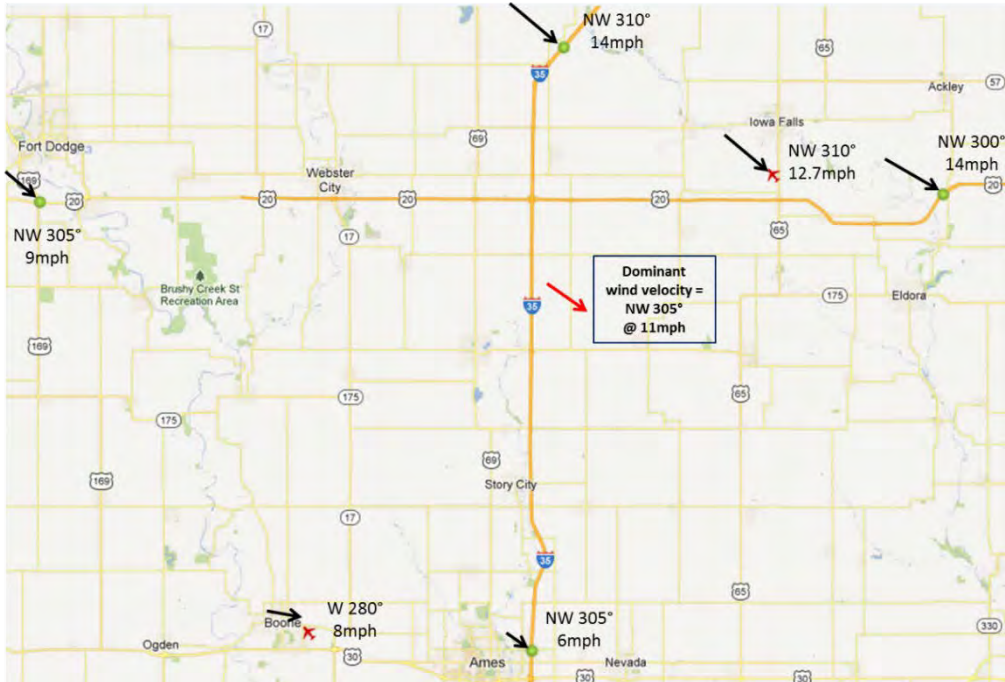 NW 310°
14mph
17
65
35
Ackley
57
Iowa Falls
69
Fort Dodge
NW 310°
12.7mph
NW 300°
14mph
169
Webster
City
20
20
20
20
20
NW 305°
9mph
17
65
Brushy Creek St
Recreation Area
Dominant
wind velocity =
NW 305°
@ 11mph
175
Eldora
35
169
65
175
175
69
169
Story City
17
35
65
NW 305°
6mph
W 280°
8mph
Boone
330
Ogden
30
Ames
Nevada
30
30